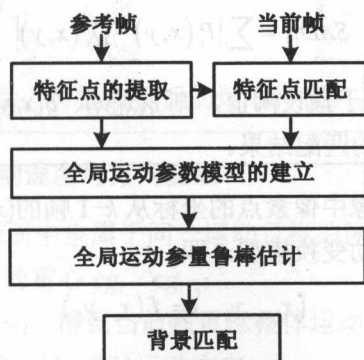 参考帧 当前帧
特征点的提取 特征点匹配
全局运动参数模型的建立
全局运动参量鲁棒估计
背景匹配